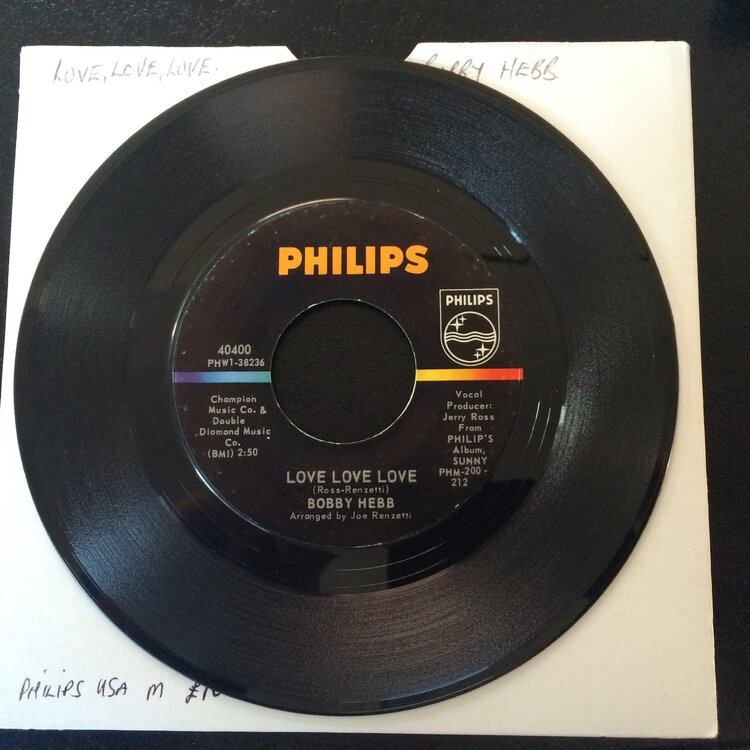 LOVE, LOVE, LOVE.
BOBBY HEBB
PHILIPS
PHILIPS
40400
PHW1-38236
Champion
Music Co. &
Double
Diamond Music
Co.
(BMI) 2:50
Vocal
Producer:
Jerry Ross
From
PHILIP'S
Album,
SUNNY
PHM-200-
212
LOVE LOVE LOVE
(Ross-Renzetti)
BOBBY HEBB
Arranged by Joe Renzetti
PHILIPS USA M